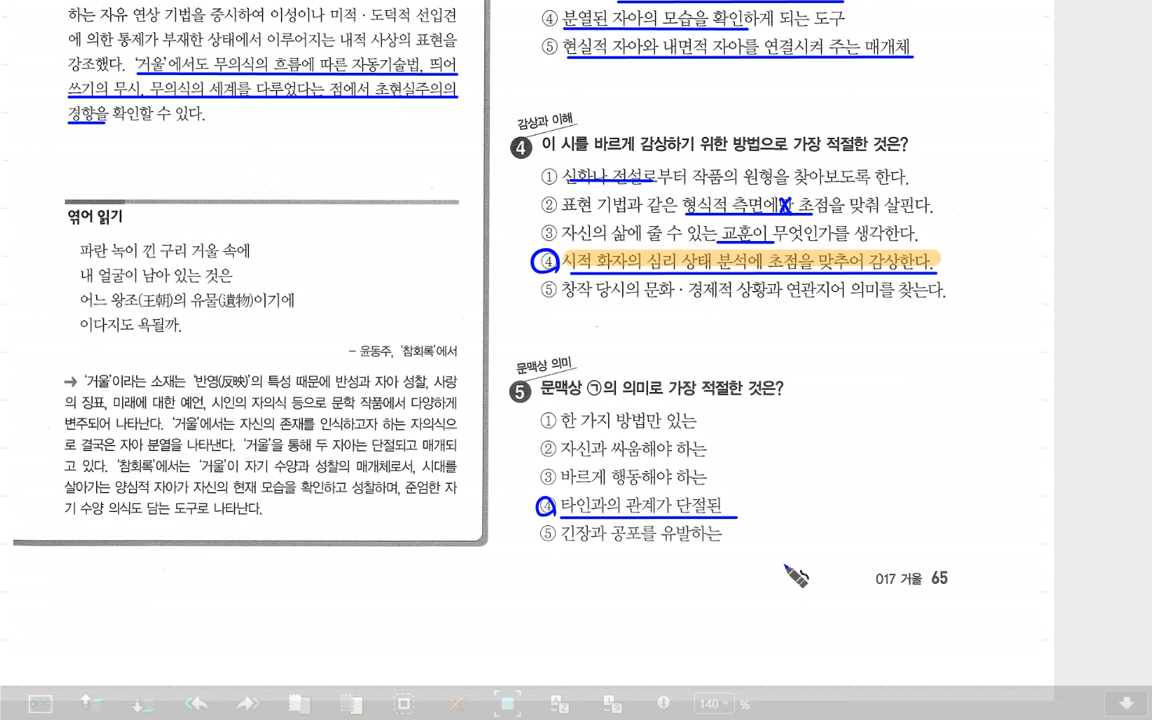 하는 자유 연상 기법을 중시하여 이성이나 미적·도덕적 선입견
에 의한 통제가 부재한 상태에서 이루어지는 내적 사상의 표현을
강조했다. '거울'에서도 무의식의 흐름에 따른 자동기술법, 띄어
쓰기의 무시, 무의식의 세계를 다루었다는 점에서 초현실주의의
경향을 확인할 수 있다.
엮어 읽기
파란 녹이 낀 구리 거울 속에
내 얼굴이 남아 있는 것은
어느 왕조(王朝)의 유물(遺物)이기에
이다지도 욕될까.
- 윤동주, '참회록'에서
➔ '거울'이라는 소재는 '반영(反映)'의 특성 때문에 반성과 자아 성찰, 사랑
의 징표, 미래에 대한 예언, 시인의 자의식 등으로 문학 작품에서 다양하게
변주되어 나타난다. '거울'에서는 자신의 존재를 인식하고자 하는 자의식으
로 결국은 자아 분열을 나타낸다. '거울'을 통해 두 자아는 단절되고 매개되
고 있다. '참회록'에서는 '거울'이 자기 수양과 성찰의 매개체로서, 시대를
살아가는 양심적 자아가 자신의 현재 모습을 확인하고 성찰하며, 준엄한 자
기 수양 의식도 담는 도구로 나타난다.
④ 분열된 자아의 모습을 확인하게 되는 도구
⑤ 현실적 자아와 내면적 자아를 연결시켜 주는 매개체
감상과 이해
4 이 시를 바르게 감상하기 위한 방법으로 가장 적절한 것은?
① 신화나 전설로부터 작품의 원형을 찾아보도록 한다.
② 표현 기법과 같은 형식적 측면에만 초점을 맞춰 살핀다.
③ 자신의 삶에 줄 수 있는 교훈이 무엇인가를 생각한다.
④ 시적 화자의 심리 상태 분석에 초점을 맞추어 감상한다.
⑤ 창작 당시의 문화·경제적 상황과 연관지어 의미를 찾는다.
문맥상 의미
5 문맥상 ㉠의 의미로 가장 적절한 것은?
① 한 가지 방법만 있는
② 자신과 싸움해야 하는
③ 바르게 행동해야 하는
④ 타인과의 관계가 단절된
⑤ 긴장과 공포를 유발하는
017 거울 65
140 %